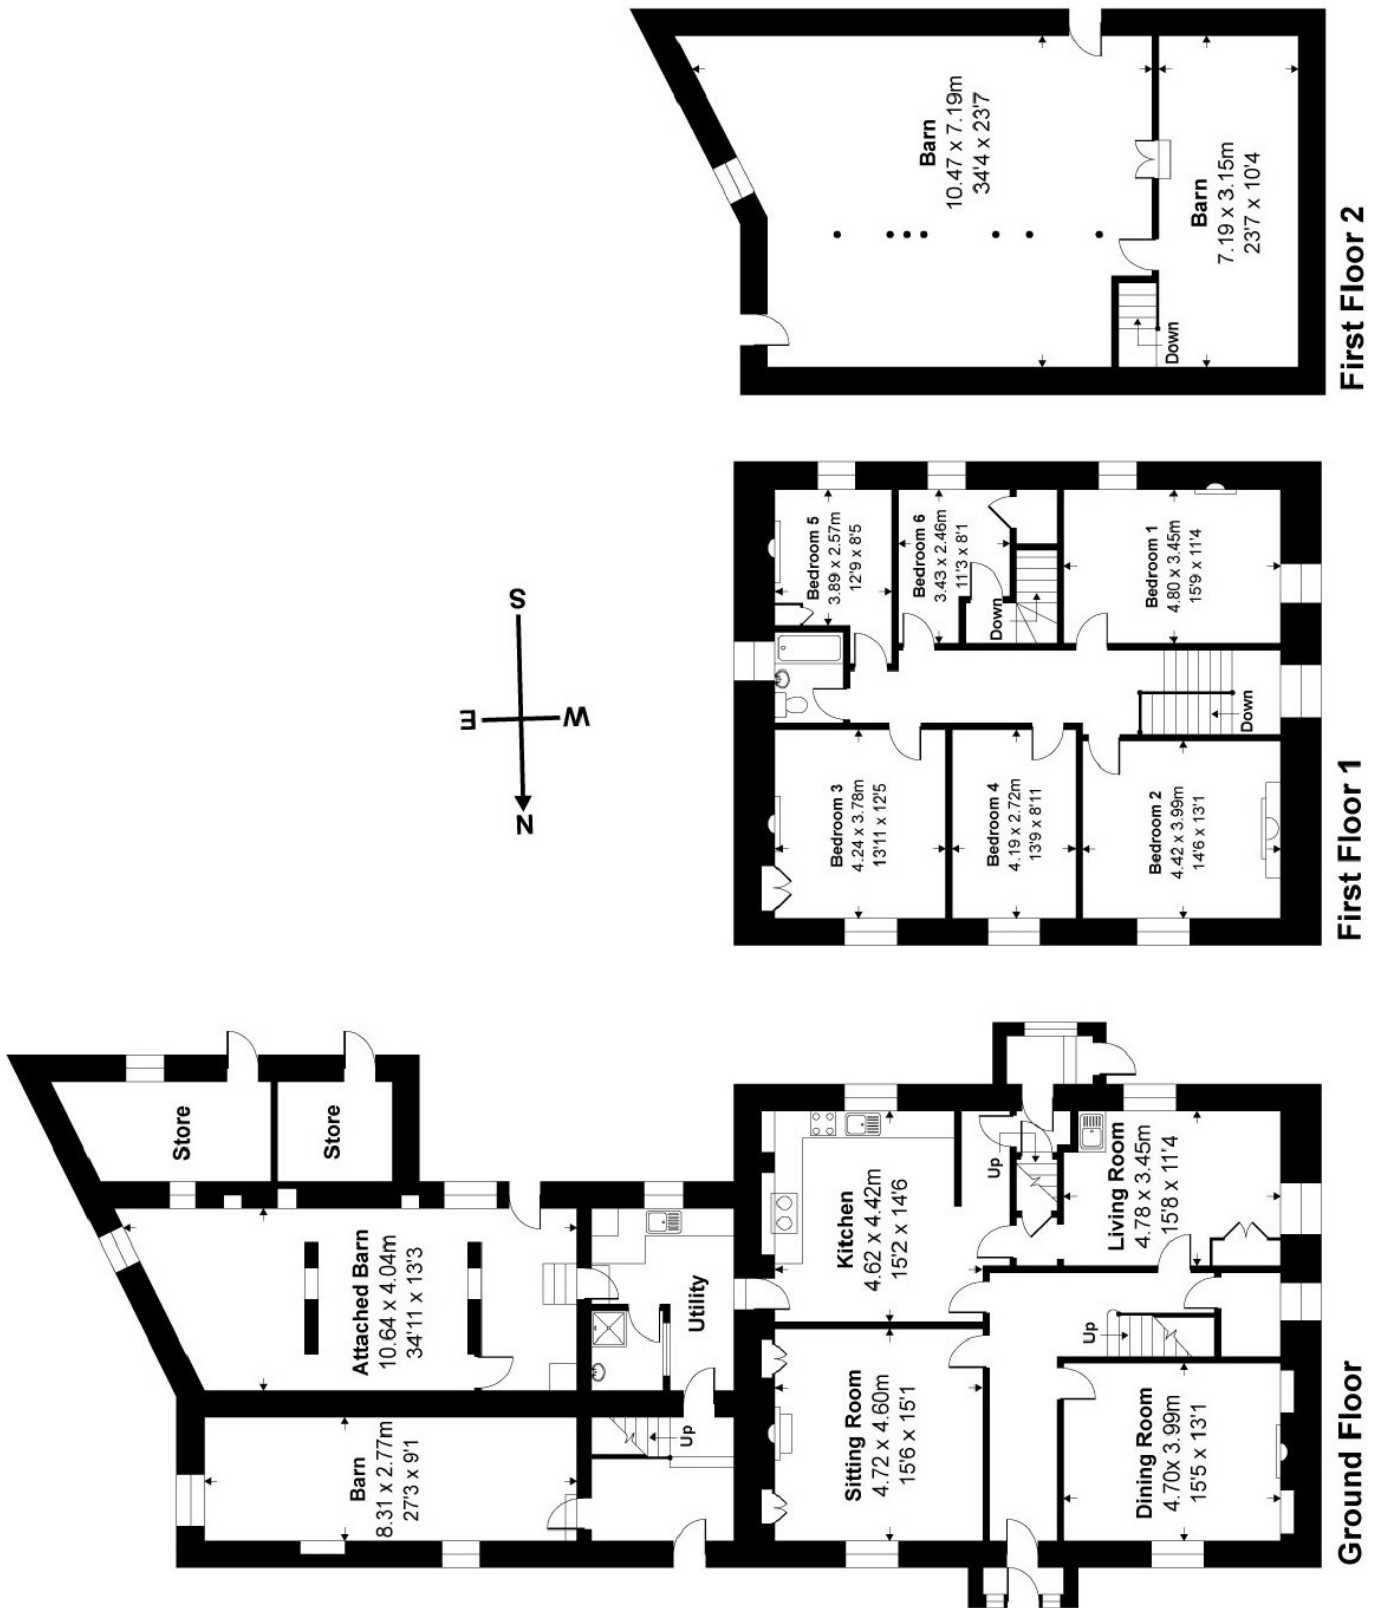 Barn
8.31 x 2.77m
27'3 x 9'1
Attached Barn
10.64 x 4.04m
34'11 x 13'3
Store
Store
Up
Utility
Sitting Room
4.72 x 4.60m
15'6 x 15'1
Kitchen
4.62 x 4.42m
15'2 x 14'6
Up
Up
Dining Room
4.70x 3.99m
15'5 x 13'1
Living Room
4.78 x 3.45m
15'8 x 11'4
Ground Floor
N
E
W
S
Bedroom 3
4.24 x 3.78m
13'11 x 12'5
Bedroom 4
4.19 x 2.72m
13'9 x 8'11
Bedroom 2
4.42 x 3.99m
14'6 x 13'1
Bedroom 5
3.89 x 2.57m
12'9 x 8'5
Bedroom 6
3.43 x 2.46m
11'3 x 8'1
Down
Bedroom 1
4.80 x 3.45m
15'9 x 11'4
Down
First Floor 1
Barn
10.47 x 7.19m
34'4 x 23'7
Barn
7.19 x 3.15m
23'7 x 10'4
Down
First Floor 2